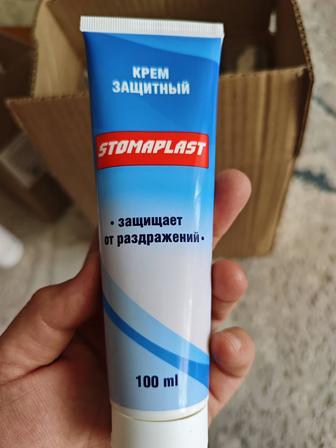 КРЕМ
ЗАЩИТНЫЙ
STOMAPLAST
• защищает
от раздражений •
100 ml